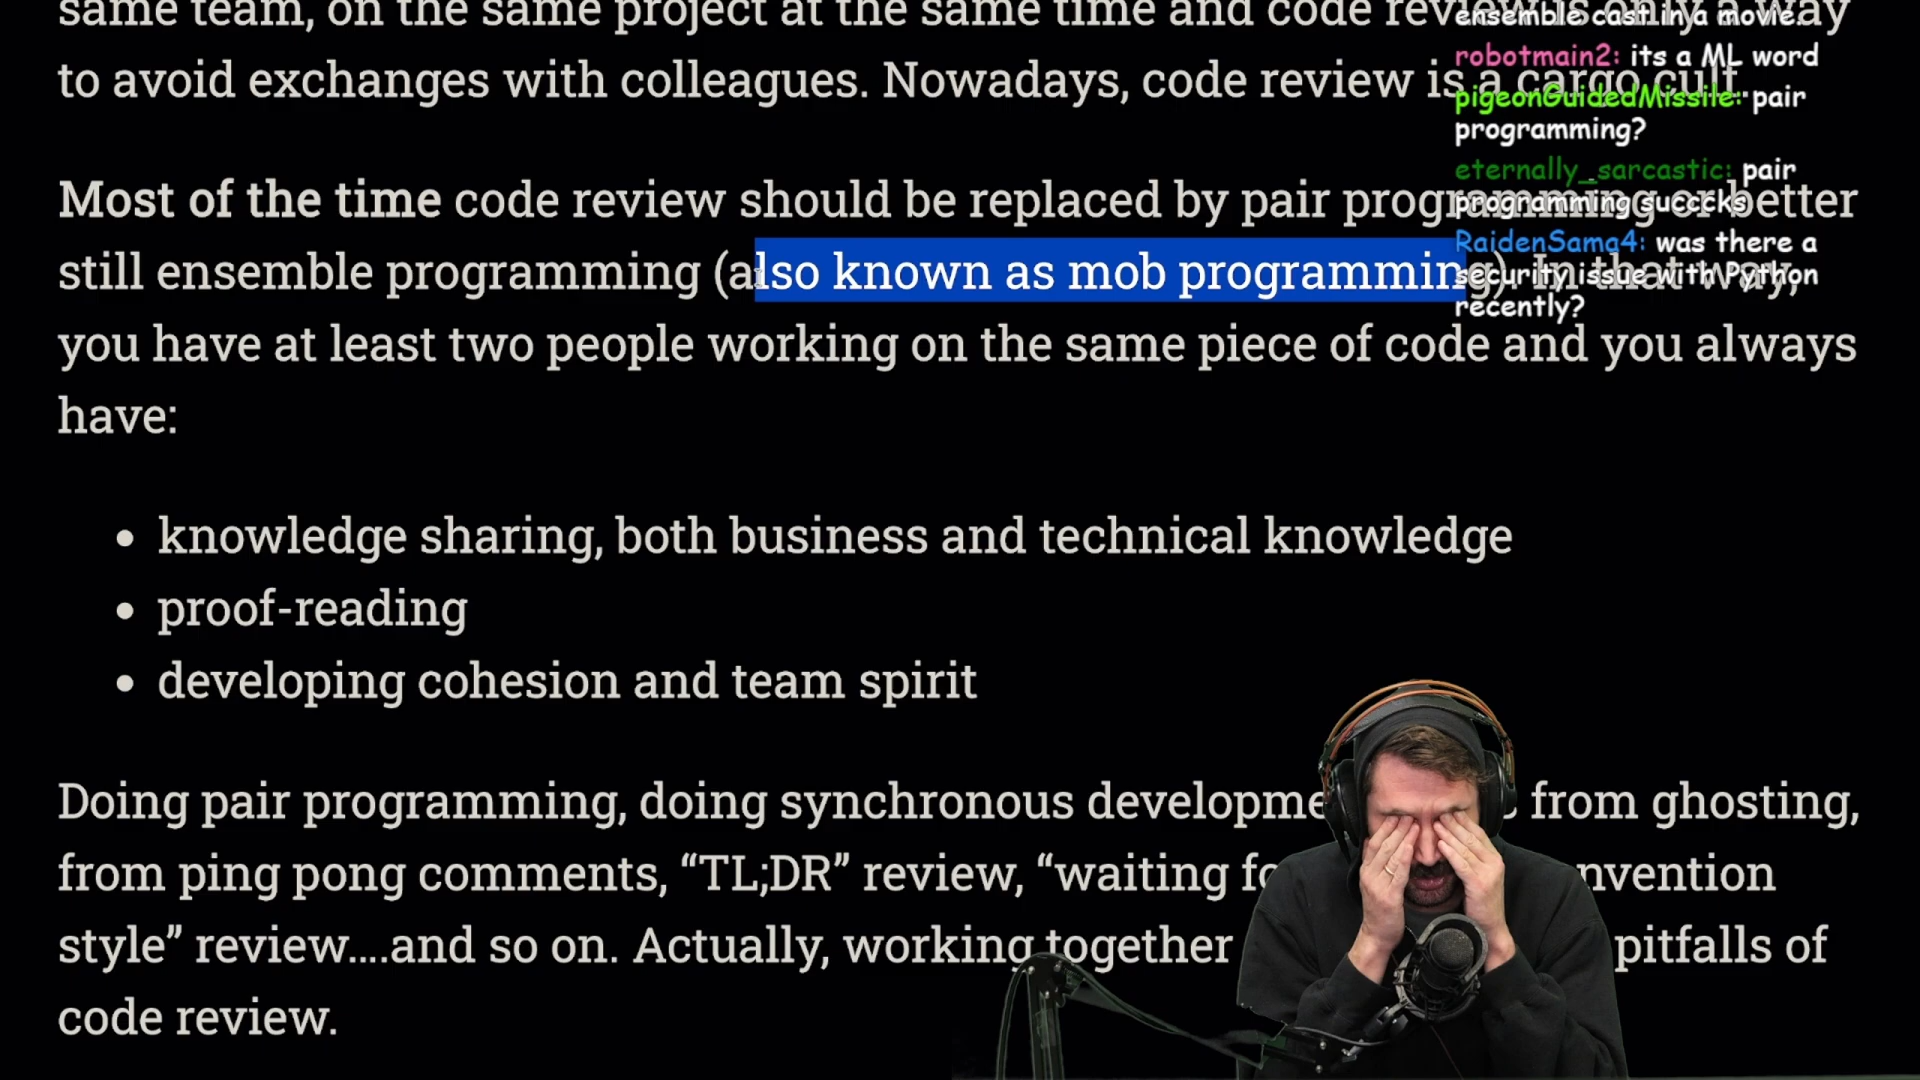 same team, on the same project at the same time and code review is only a way
to avoid exchanges with colleagues. Nowadays, code review is a cargo cult.
Most of the time code review should be replaced by pair programming or better
still ensemble programming (also known as mob programming). In that way,
you have at least two people working on the same piece of code and you always
have:
• knowledge sharing, both business and technical knowledge
• proof-reading
• developing cohesion and team spirit
Doing pair programming, doing synchronous developme from ghosting,
from ping pong comments, “TL;DR” review, “waiting nvention
style” review....and so on. Actually, working together pitfalls of
code review.
ensemble cast in a movie.
robotmain2: its a ML word
pigeonGuidedMissile: pair
programming?
eternally_sarcastic: pair
programming succcks
RaidenSama4: was there a
security issue with Python
recently?